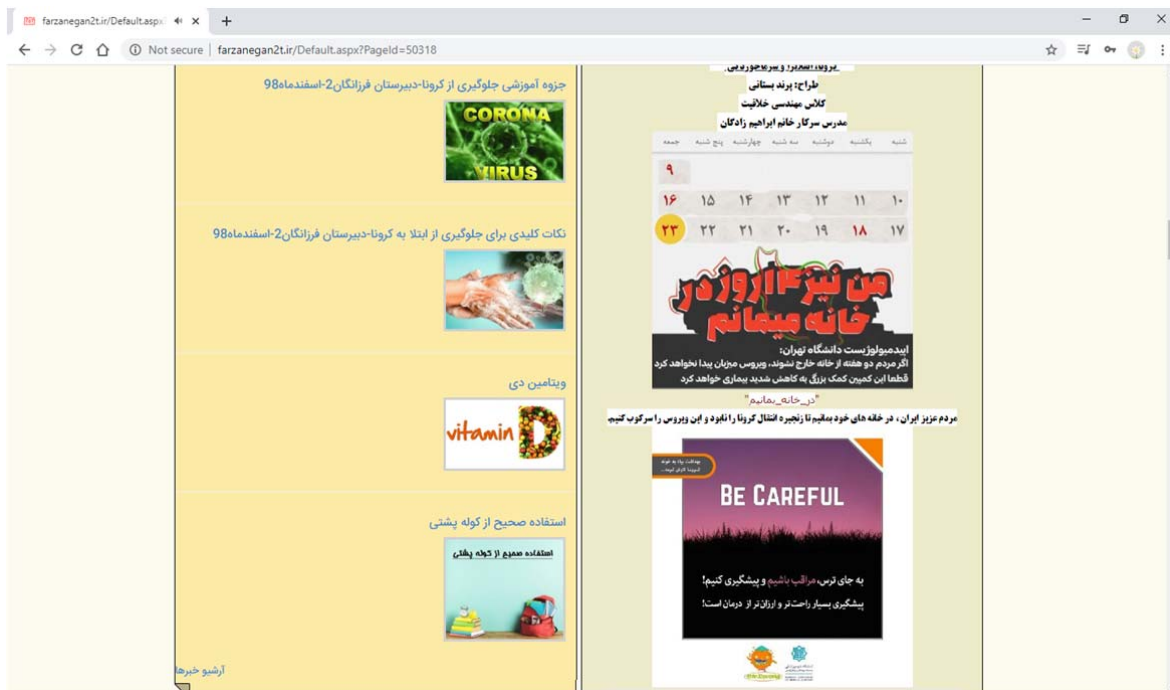 farzanegan2t.ir/Default.aspx
Not secure | farzanegan2t.ir/Default.aspx?PageId=50318
کرونا، آنفلانزا و سرماخوردگی
طراح: پرند بستانی
کلاس مهندسی خلاقیت
مدرس سرکار خانم ابراهیم زادگان
شنبه یکشنبه دوشنبه سه شنبه چهارشنبه پنج شنبه جمعه
۹
۱۰ ۱۱ ۱۲ ۱۳ ۱۴ ۱۵ ۱۶
۱۷ ۱۸ ۱۹ ۲۰ ۲۱ ۲۲ ۲۳
من نیز ۱۴ روز در
خانه میمانم
اپیدمیولوژیست دانشگاه تهران:
اگر مردم دو هفته از خانه خارج نشوند، ویروس میزبان پیدا نخواهد کرد
قطعا این کمپین کمک بزرگی به کاهش شدید بیماری خواهد کرد
"در_خانه_بمانیم"
مردم عزیز ایران، در خانه های خود بمانیم تا زنجیره انتقال کرونا را نابود و این ویروس را سرکوب کنیم.
BE CAREFUL
به جای ترس، مراقب باشیم و پیشگیری کنیم!
پیشگیری بسیار راحت‌تر و ارزان‌تر از درمان است!
جزوه آموزشی جلوگیری از کرونا-دبیرستان فرزانگان2-اسفندماه98
CORONA
VIRUS
نکات کلیدی برای جلوگیری از ابتلا به کرونا-دبیرستان فرزانگان2-اسفندماه98
ویتامین دی
vitamin D
استفاده صحیح از کوله پشتی
استفاده صحیح از کوله پشتی
آرشیو خبرها